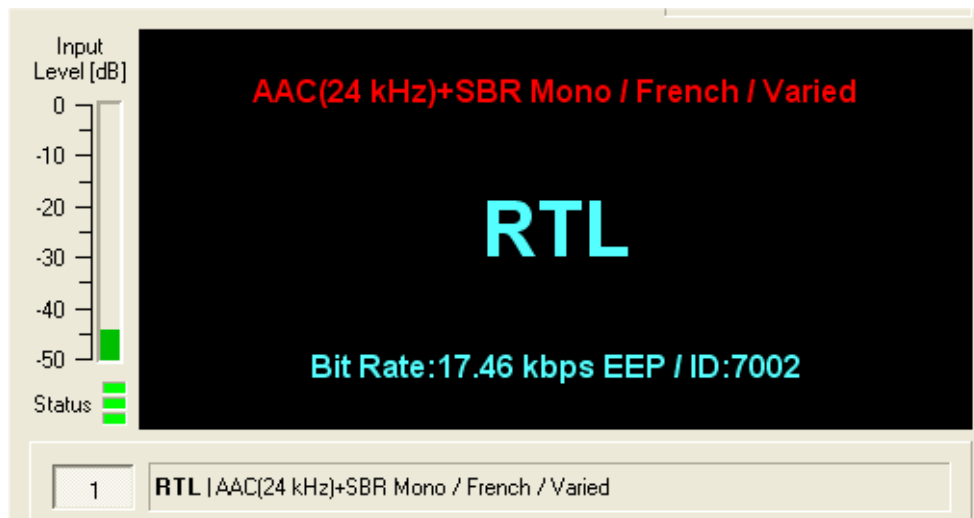 Input
Level [dB]
0
-10
-20
-30
-40
-50
Status
AAC(24 kHz)+SBR Mono / French / Varied
RTL
Bit Rate:17.46 kbps EEP / ID:7002
1
RTL | AAC(24 kHz)+SBR Mono / French / Varied